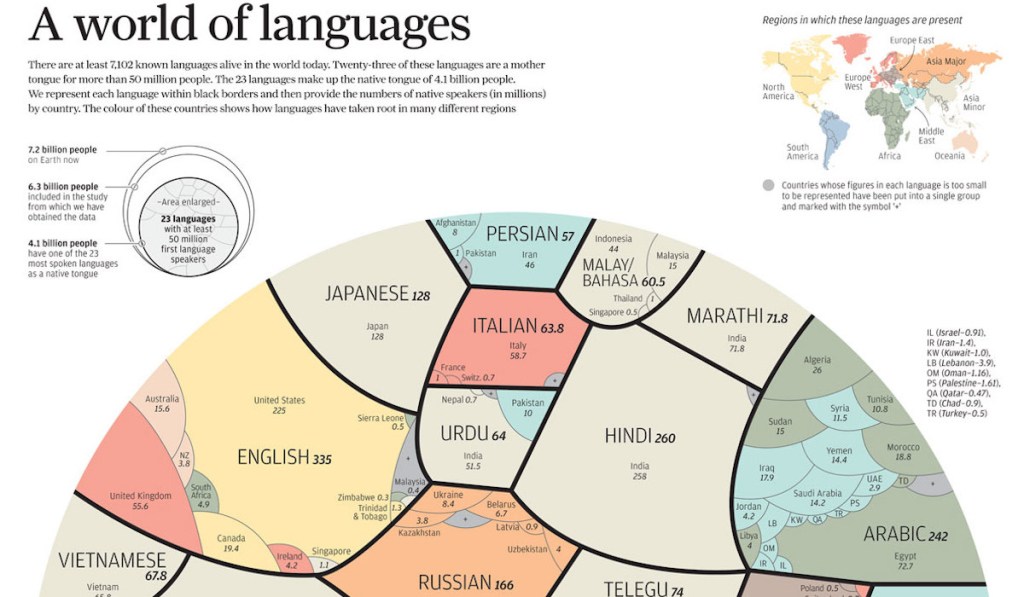 A world of languages
There are at least 7,102 known languages alive in the world today. Twenty-three of these languages are a mother
tongue for more than 50 million people. The 23 languages make up the native tongue of 4.1 billion people.
We represent each language within black borders and then provide the numbers of native speakers (in millions)
by country. The colour of these countries shows how languages have taken root in many different regions
7.2 billion people
on Earth now
6.3 billion people
included in the study
from which we have
obtained the data
4.1 billion people
have one of the 23
most spoken languages
as a native tongue
–Area enlarged–
23 languages
with at least
50 million
first language
speakers
Regions in which these languages are present
North
America
South
America
Europe
West
Europe East
Asia Major
Asia
Minor
Middle
East
Africa
Oceania
Countries whose figures in each language is too small
to be represented have been put into a single group
and marked with the symbol '+'
Afghanistan
8
1 Pakistan
+
PERSIAN 57
Iran
46
Indonesia
44
Malaysia
15
MALAY/
BAHASA 60.5
Thailand 1
Singapore 0.5
JAPANESE 128
Japan
128
ITALIAN 63.8
Italy
58.7
France
1
Switz. 0.7
+
MARATHI 71.8
India
71.8
Nepal 0.7
Pakistan
10
URDU 64
India
51.5
HINDI 260
India
258
+
Australia
15.6
United States
225
Sierra Leone
0.5
ENGLISH 335
NZ
3.8
+
United Kingdom
55.6
South
Africa
4.9
Malaysia
0.4
Zimbabwe 0.3
Trinidad
& Tobago
1.3
Canada
19.4
Ireland
4.2
Singapore
1.1
Ukraine
8.4
Belarus
6.7
3.8
Kazakhstan
+
Latvia 0.9
Uzbekistan
4
RUSSIAN 166
VIETNAMESE
67.8
Vietnam
65.8
TELEGU 74
Poland 0.5
Algeria
26
Tunisia
10.8
Sudan
15
Syria
11.5
Morocco
18.8
Yemen
14.4
Iraq
17.9
UAE
2.9
TD
+
Saudi Arabia
14.2
PS
Jordan
4.2
LB
KW
QA
TR
Libya
4
OM
IR
IL
ARABIC 242
Egypt
72.7
IL (Israel–0.91),
IR (Iran–1.4),
KW (Kuwait–1.0),
LB (Lebanon–3.9),
OM (Oman–1.16),
PS (Palestine–1.61),
QA (Qatar–0.47),
TD (Chad–0.9),
TR (Turkey–0.5)